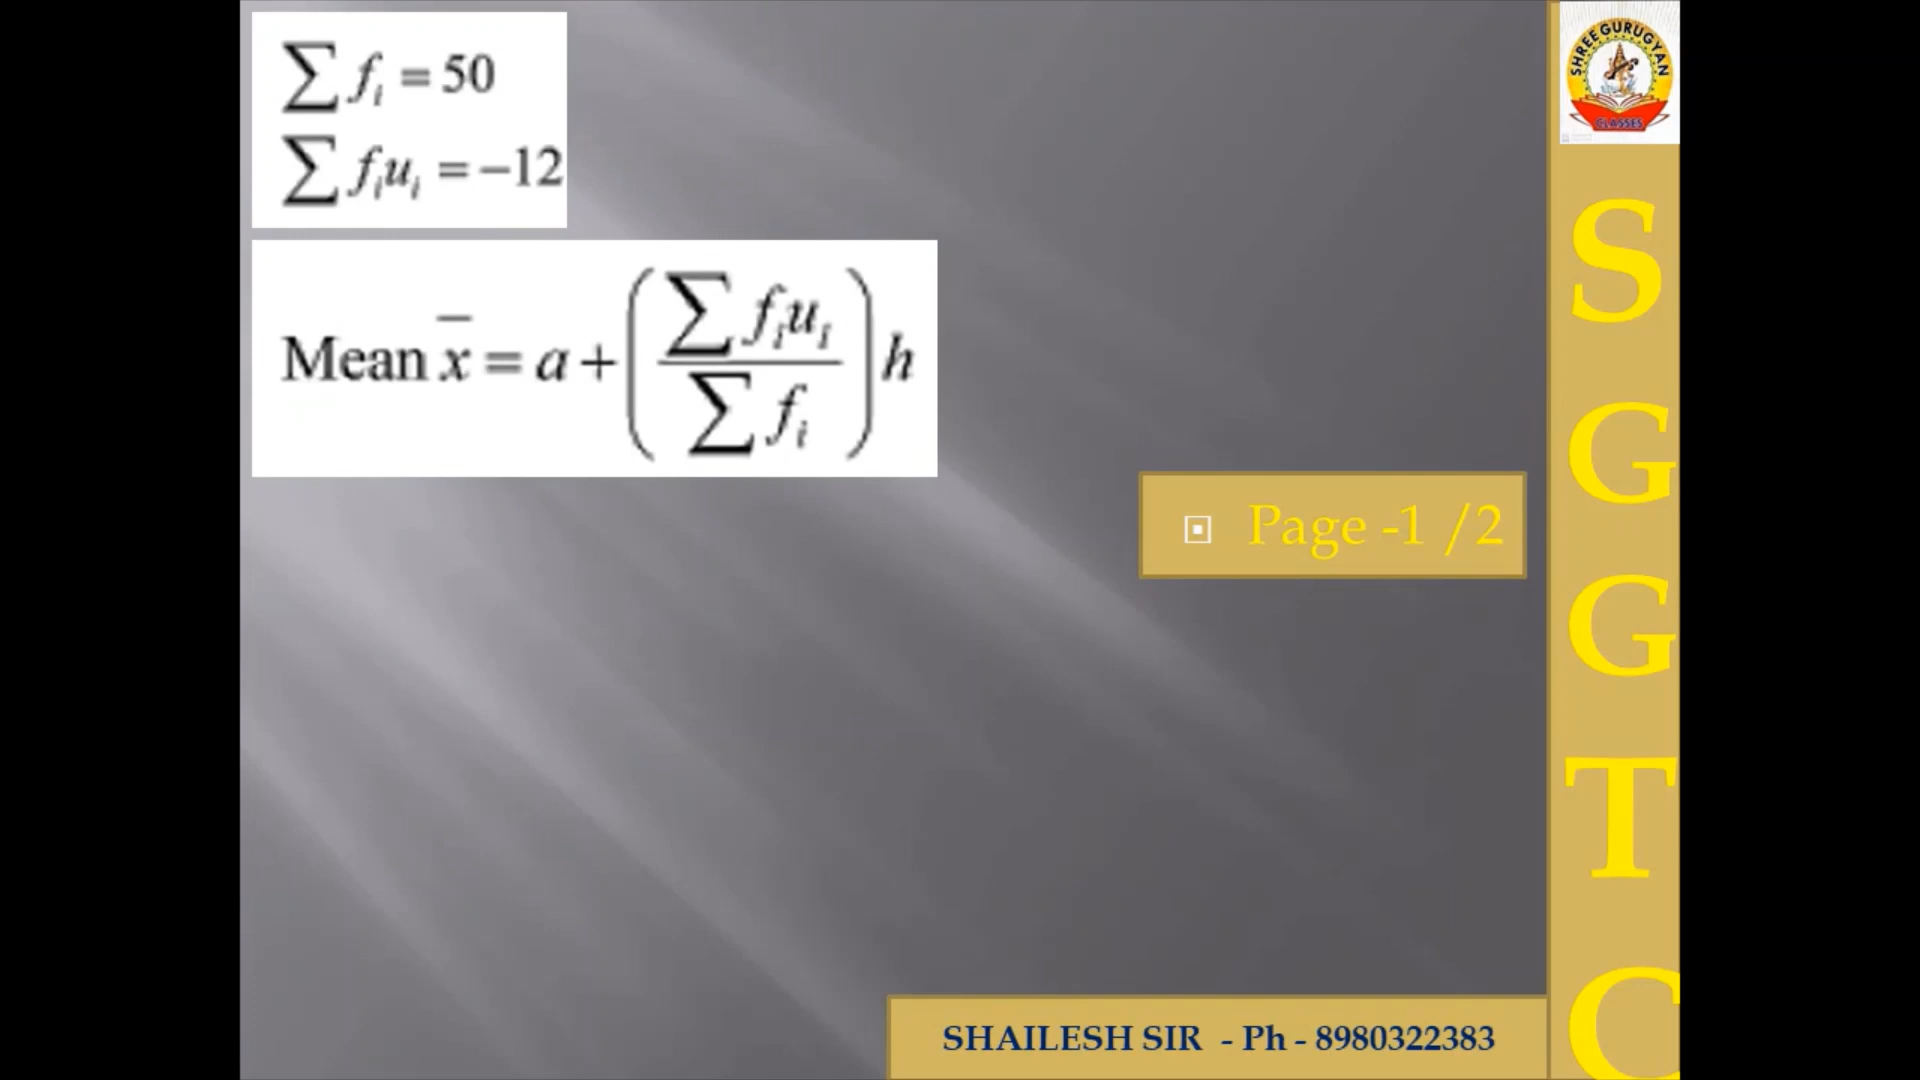 ∑ fᵢ = 50
∑ fᵢuᵢ = −12
Mean x̄ = a + (∑ fᵢuᵢ / ∑ fᵢ) h
Page -1 /2
SHREE GURUGYAN
CLASSES
S
G
G
T
C
SHAILESH SIR - Ph - 8980322383